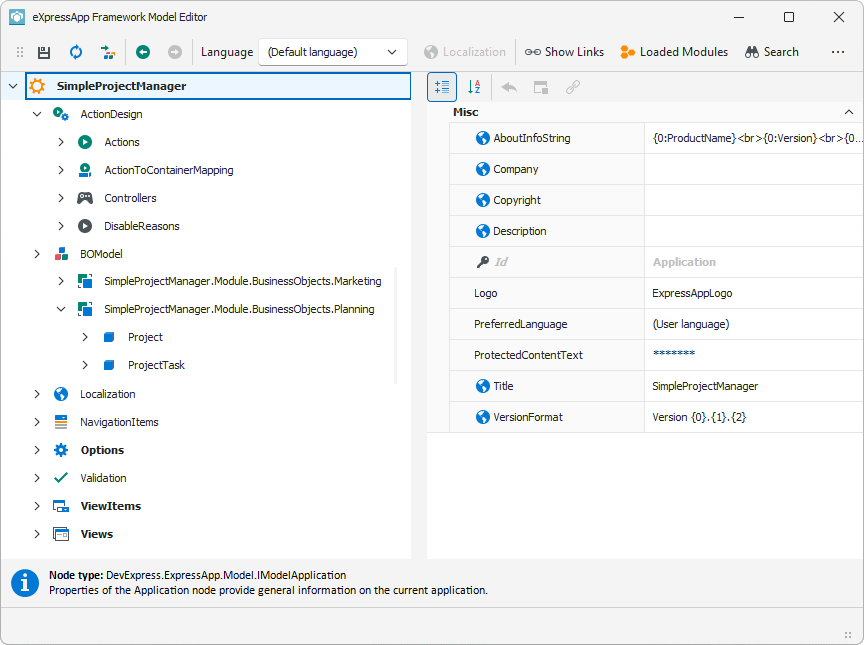 eXpressApp Framework Model Editor
Language (Default language) Localization Show Links Loaded Modules Search
SimpleProjectManager
ActionDesign
Actions
ActionToContainerMapping
Controllers
DisableReasons
BOModel
SimpleProjectManager.Module.BusinessObjects.Marketing
SimpleProjectManager.Module.BusinessObjects.Planning
Project
ProjectTask
Localization
NavigationItems
Options
Validation
ViewItems
Views
Misc
AboutInfoString {0:ProductName}<br>{0:Version}<br>{0...
Company
Copyright
Description
Id Application
Logo ExpressAppLogo
PreferredLanguage (User language)
ProtectedContentText *******
Title SimpleProjectManager
VersionFormat Version {0}.{1}.{2}
Node type: DevExpress.ExpressApp.Model.IModelApplication
Properties of the Application node provide general information on the current application.